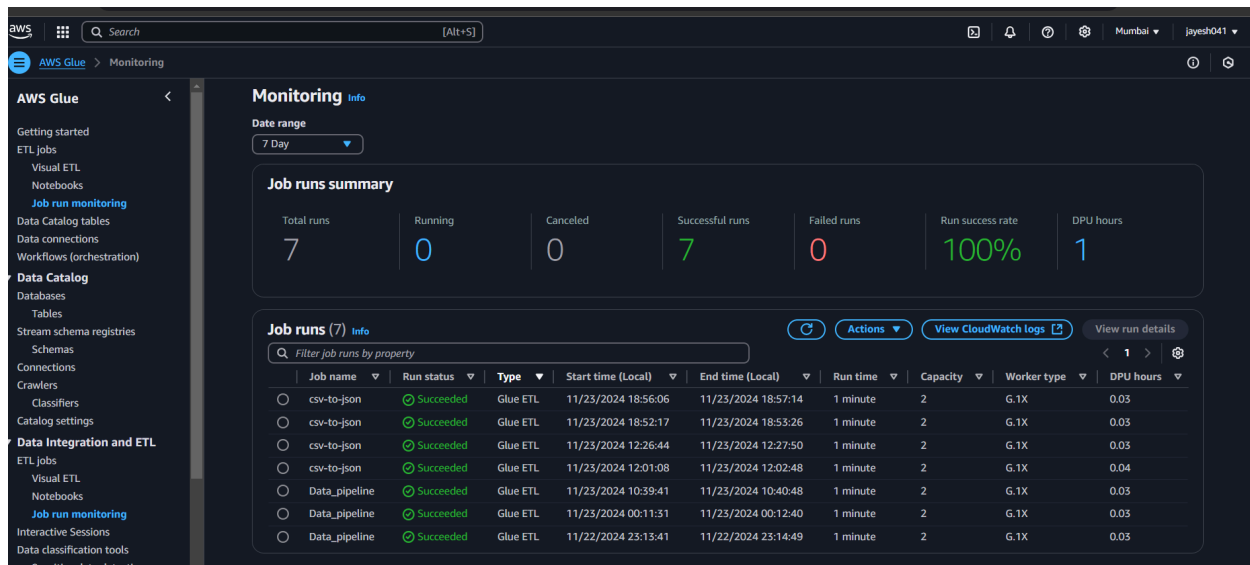 aws Search [Alt+S] Mumbai jayesh041
AWS Glue > Monitoring
AWS Glue
Getting started
ETL jobs
Visual ETL
Notebooks
Job run monitoring
Data Catalog tables
Data connections
Workflows (orchestration)
Data Catalog
Databases
Tables
Stream schema registries
Schemas
Connections
Crawlers
Classifiers
Catalog settings
Data Integration and ETL
ETL jobs
Visual ETL
Notebooks
Job run monitoring
Interactive Sessions
Data classification tools
Monitoring Info
Date range
7 Day
Job runs summary
Total runs Running Canceled Successful runs Failed runs Run success rate DPU hours
7 0 0 7 0 100% 1
Job runs (7) Info Actions View CloudWatch logs View run details
Filter job runs by property < 1 >
Job name Run status Type Start time (Local) End time (Local) Run time Capacity Worker type DPU hours
csv-to-json Succeeded Glue ETL 11/23/2024 18:56:06 11/23/2024 18:57:14 1 minute 2 G.1X 0.03
csv-to-json Succeeded Glue ETL 11/23/2024 18:52:17 11/23/2024 18:53:26 1 minute 2 G.1X 0.03
csv-to-json Succeeded Glue ETL 11/23/2024 12:26:44 11/23/2024 12:27:50 1 minute 2 G.1X 0.03
csv-to-json Succeeded Glue ETL 11/23/2024 12:01:08 11/23/2024 12:02:48 1 minute 2 G.1X 0.04
Data_pipeline Succeeded Glue ETL 11/23/2024 10:39:41 11/23/2024 10:40:48 1 minute 2 G.1X 0.03
Data_pipeline Succeeded Glue ETL 11/23/2024 00:11:31 11/23/2024 00:12:40 1 minute 2 G.1X 0.03
Data_pipeline Succeeded Glue ETL 11/22/2024 23:13:41 11/22/2024 23:14:49 1 minute 2 G.1X 0.03